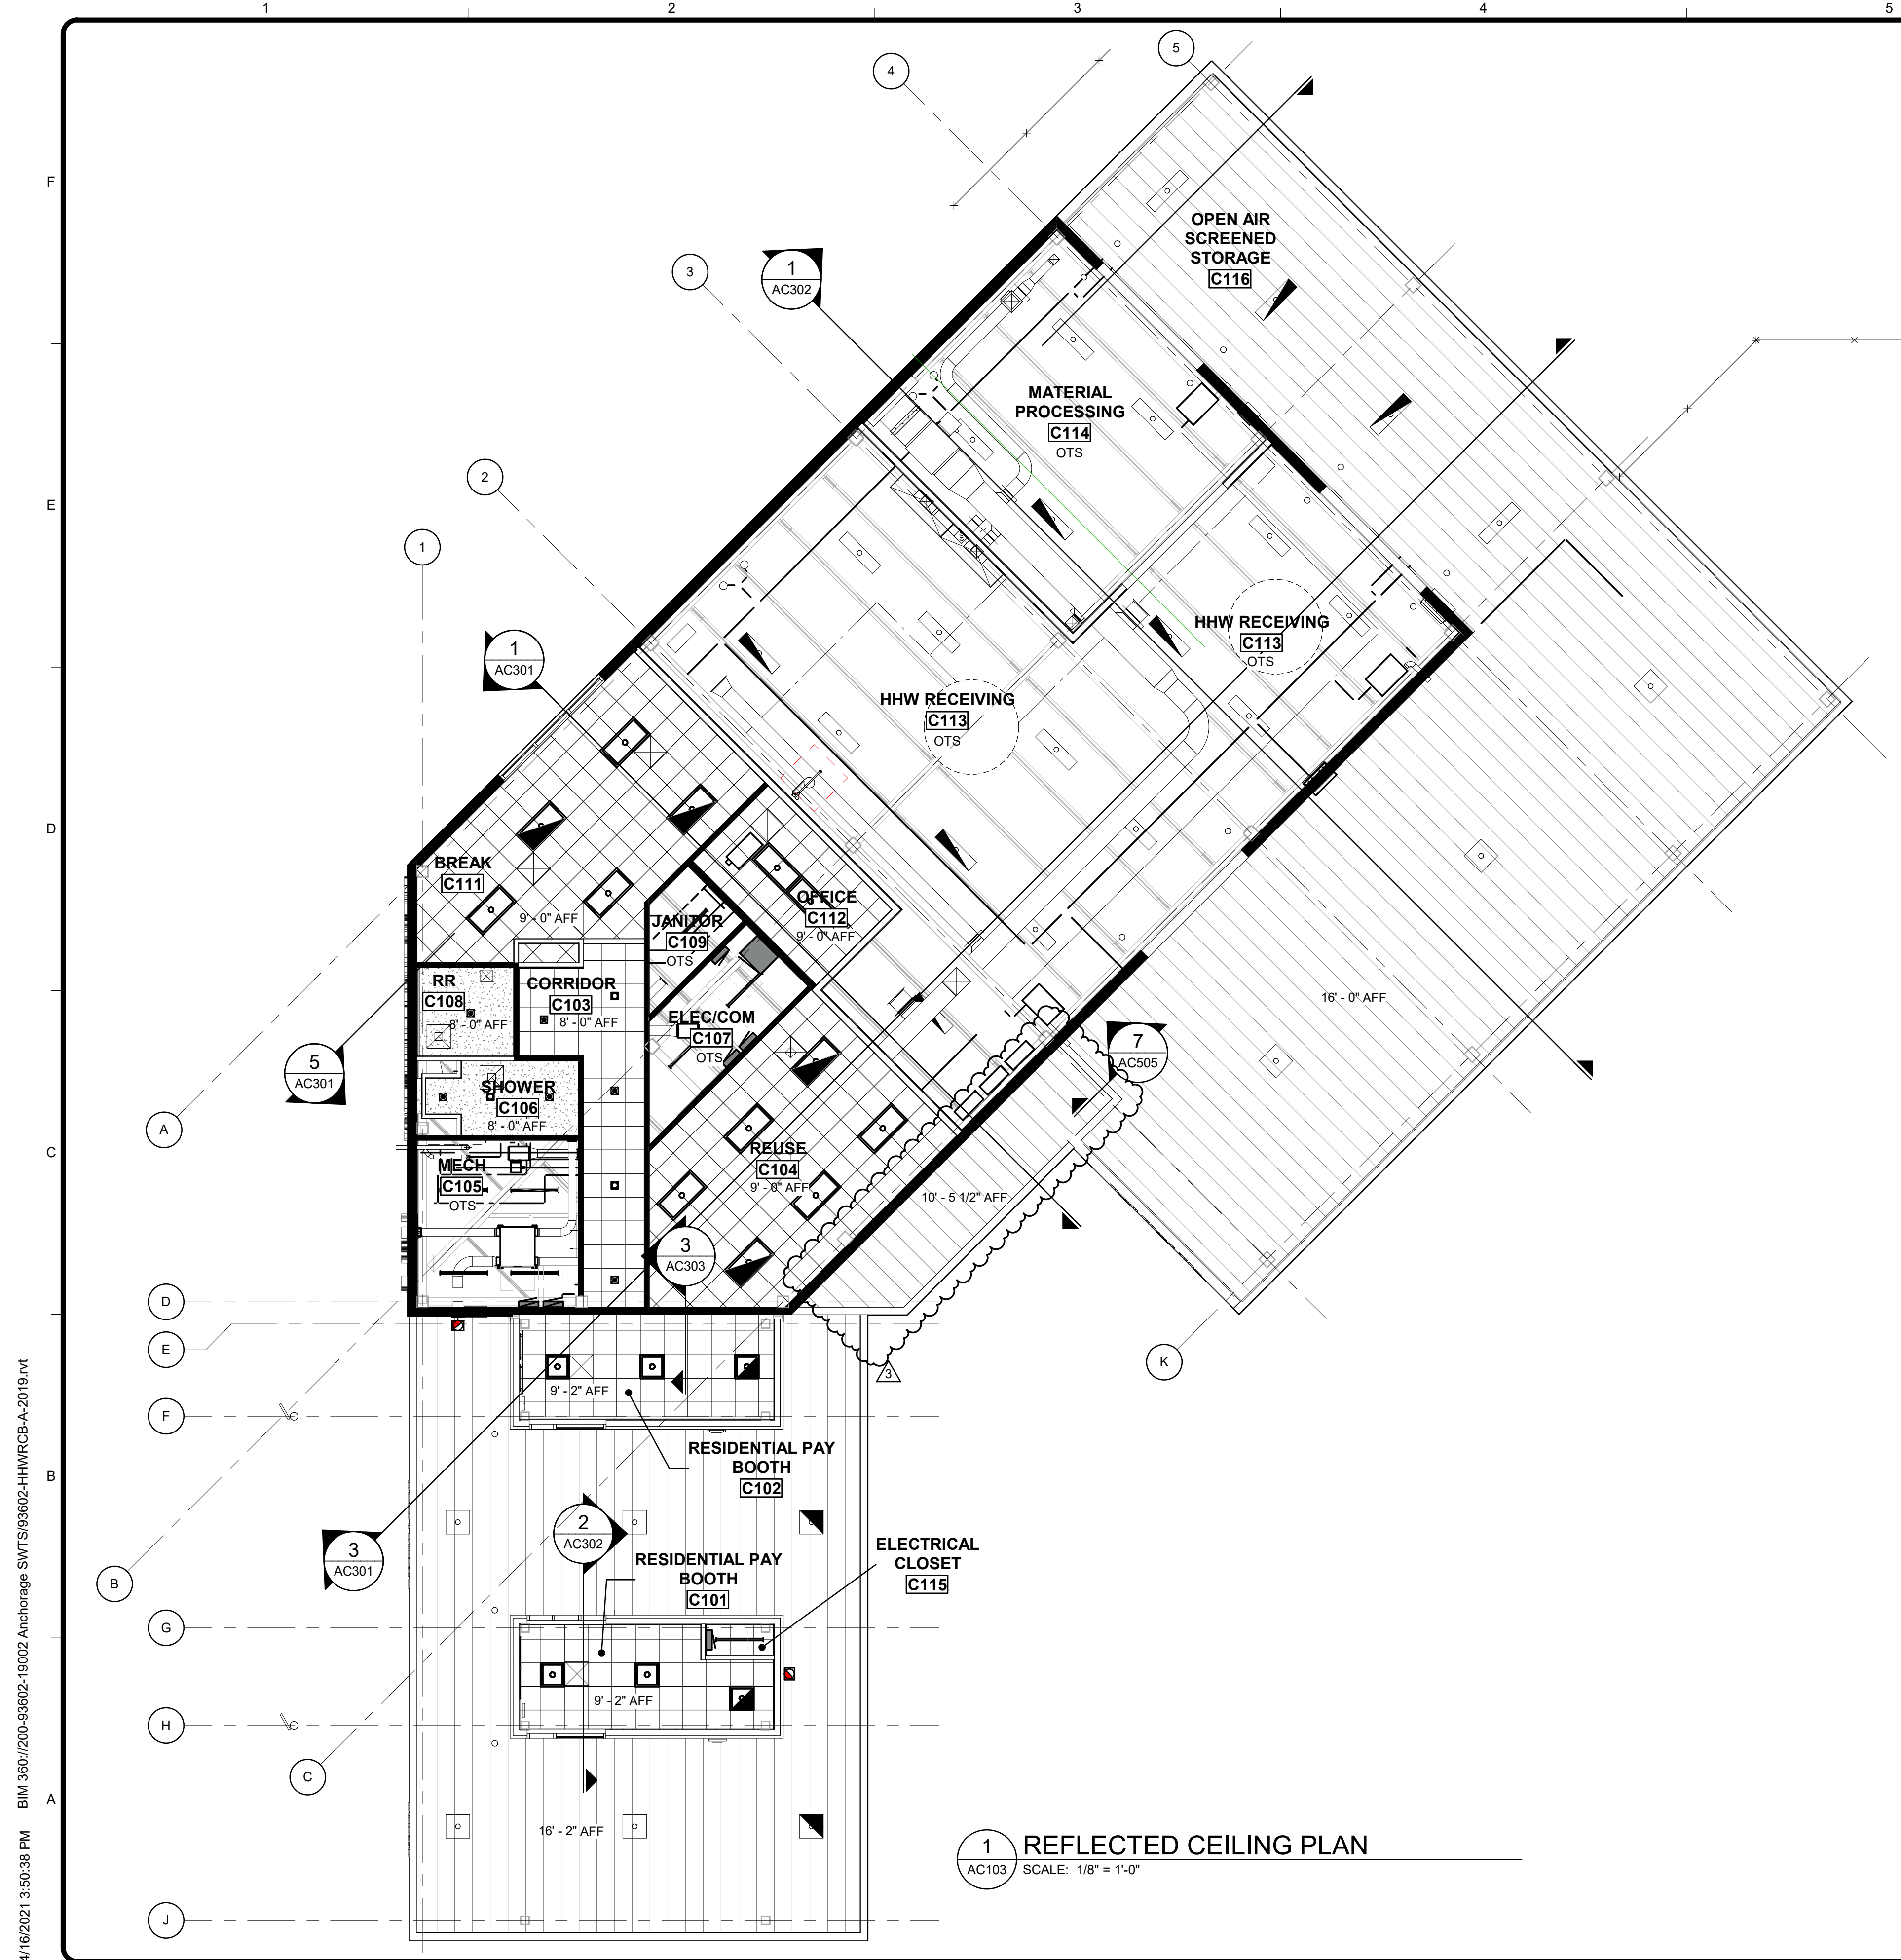 1
2
3
4
5
F
E
D
C
B
A
5
4
3
2
1
1
AC302
OPEN AIR
SCREENED
STORAGE
C116
MATERIAL
PROCESSING
C114
OTS
1
AC301
HHW RECEIVING
C113
OTS
HHW RECEIVING
C113
OTS
BREAK
C111
9' - 0" AFF
OFFICE
C112
9' - 0" AFF
JANITOR
C109
OTS
RR
C108
8' - 0" AFF
CORRIDOR
C103
8' - 0" AFF
ELEC/COM
C107
OTS
16' - 0" AFF
5
AC301
7
AC505
SHOWER
C106
8' - 0" AFF
A
MECH
C105
OTS
REUSE
C104
9' - 0" AFF
10' - 5 1/2" AFF
3
AC303
D
E
K
3
9' - 2" AFF
F
RESIDENTIAL PAY
BOOTH
C102
2
AC302
3
AC301
RESIDENTIAL PAY
BOOTH
C101
ELECTRICAL
CLOSET
C115
B
G
9' - 2" AFF
H
C
16' - 2" AFF
J
1
AC103
REFLECTED CEILING PLAN
SCALE: 1/8" = 1'-0"
4/16/2021 3:50:38 PM BIM 360://200-93602-19002 Anchorage SWTS/93602-HHWRCB-A-2019.rvt